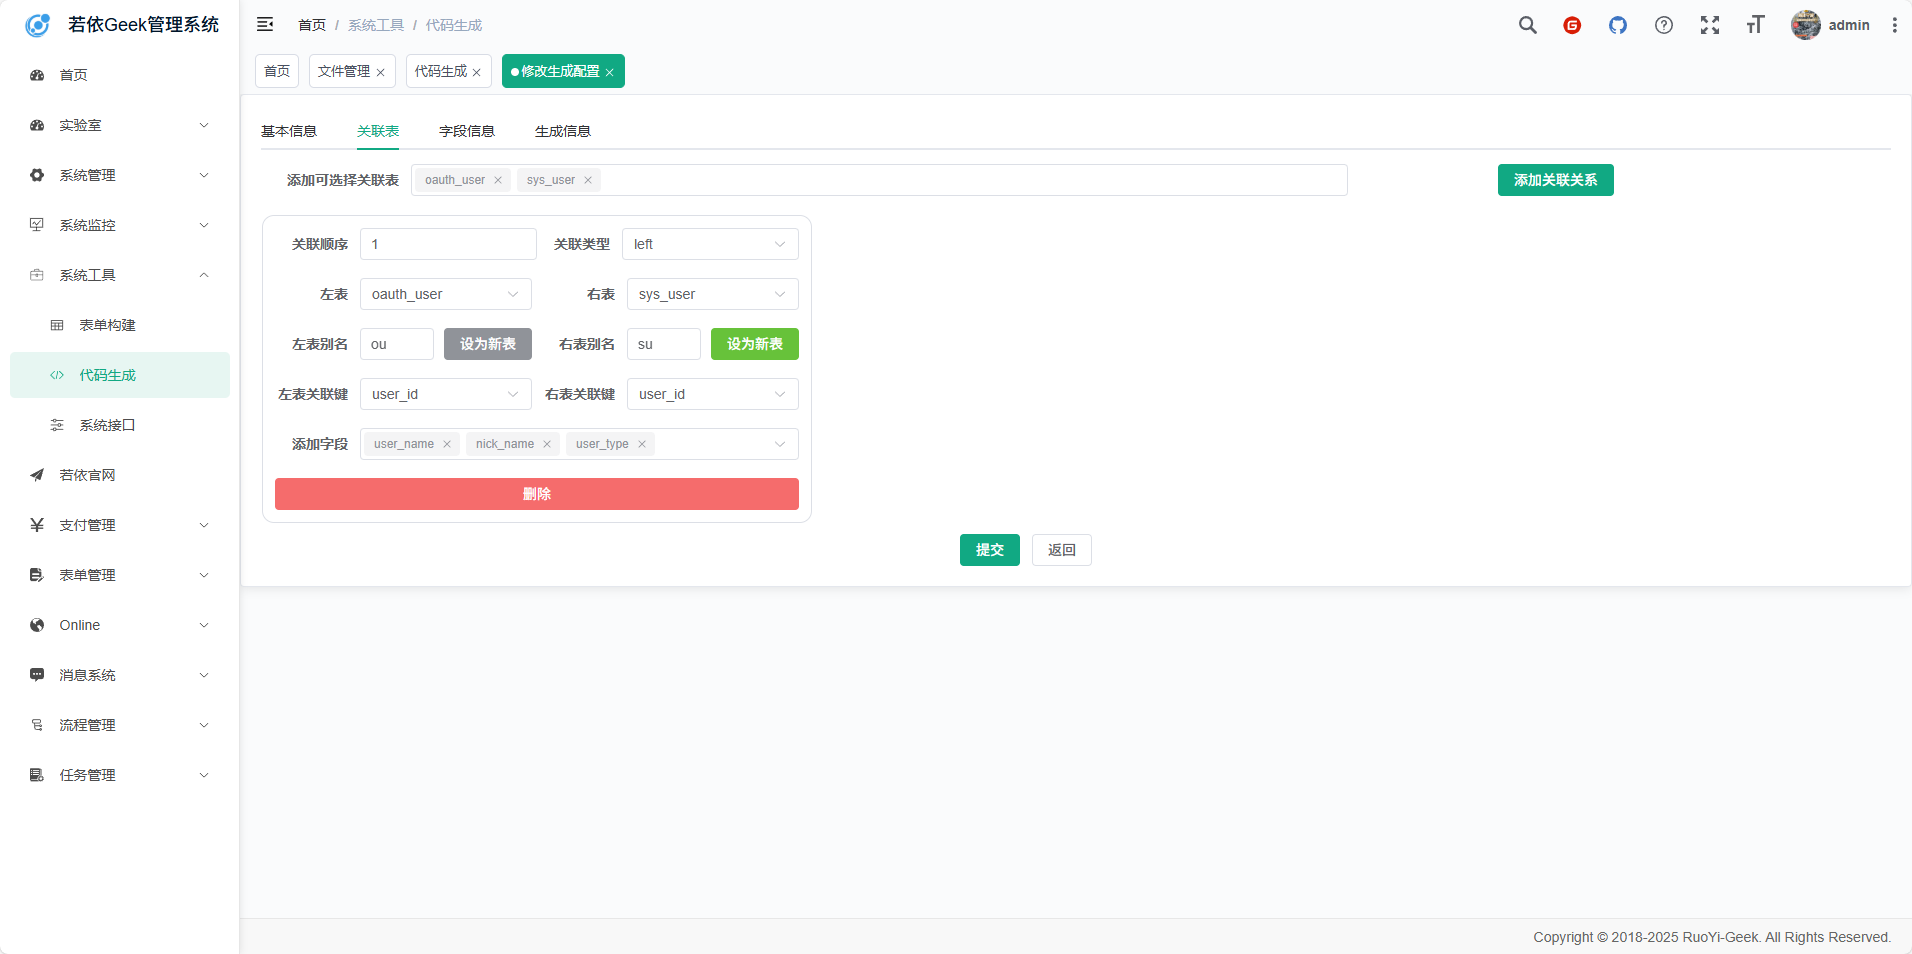 若依Geek管理系统
首页
实验室
系统管理
系统监控
系统工具
表单构建
代码生成
系统接口
若依官网
支付管理
表单管理
Online
消息系统
流程管理
任务管理
首页 / 系统工具 / 代码生成
admin
首页 文件管理 代码生成 修改生成配置
基本信息 关联表 字段信息 生成信息
添加可选择关联表 oauth_user sys_user 添加关联关系
关联顺序 1 关联类型 left
左表 oauth_user 右表 sys_user
左表别名 ou 设为新表 右表别名 su 设为新表
左表关联键 user_id 右表关联键 user_id
添加字段 user_name nick_name user_type
删除
提交 返回
Copyright © 2018-2025 RuoYi-Geek. All Rights Reserved.